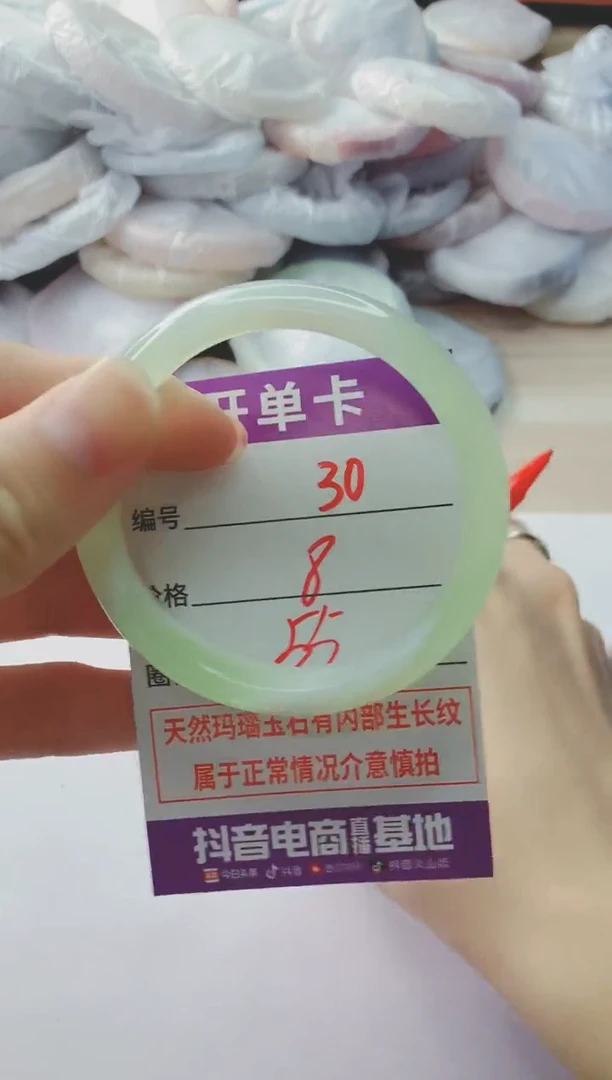 开单卡
编号 30
价格 8
圈 55
天然玛瑙玉石有内部生长纹
属于正常情况介意慎拍
抖音电商直播基地